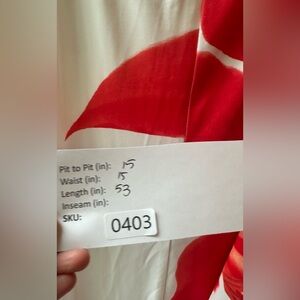 Pit to Pit (in): 15
Waist (in): 15
Length (in): 53
Inseam (in):
SKU: 0403